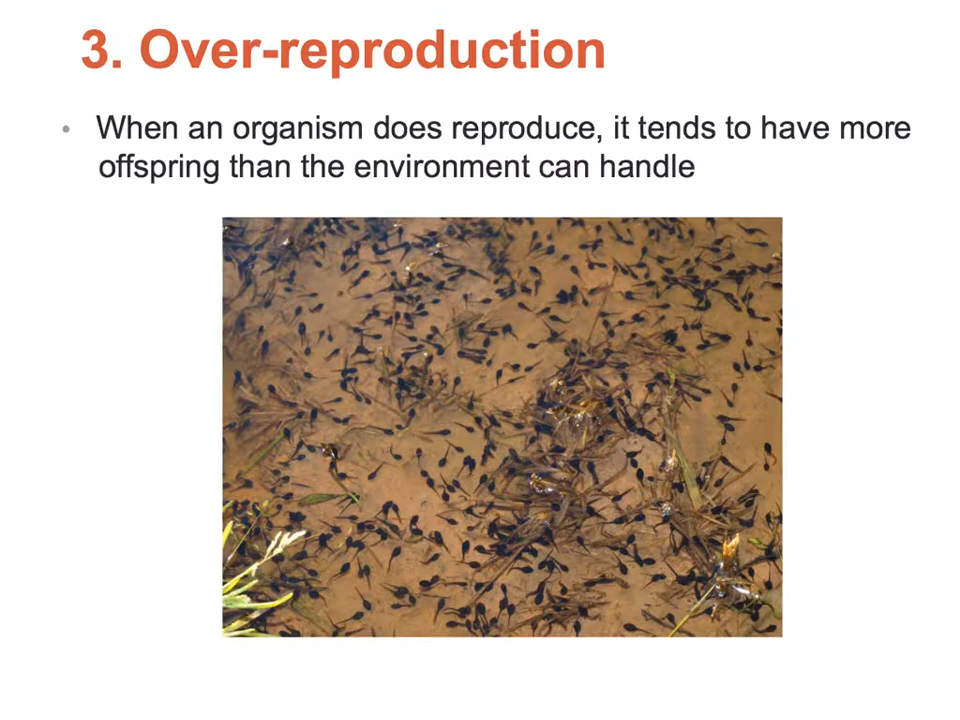 3. Over-reproduction
• When an organism does reproduce, it tends to have more
offspring than the environment can handle